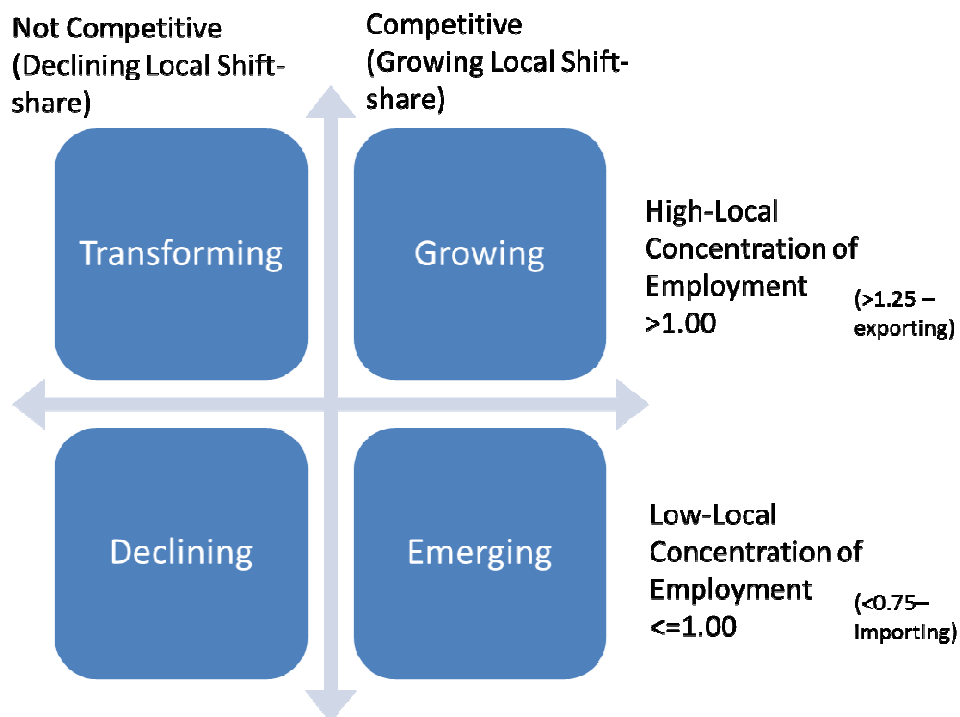 Not Competitive
(Declining Local Shift-
share)
Competitive
(Growing Local Shift-
share)
Transforming
Growing
High-Local
Concentration of
Employment
>1.00
(>1.25 –
exporting)
Declining
Emerging
Low-Local
Concentration of
Employment
<=1.00
(<0.75–
importing)